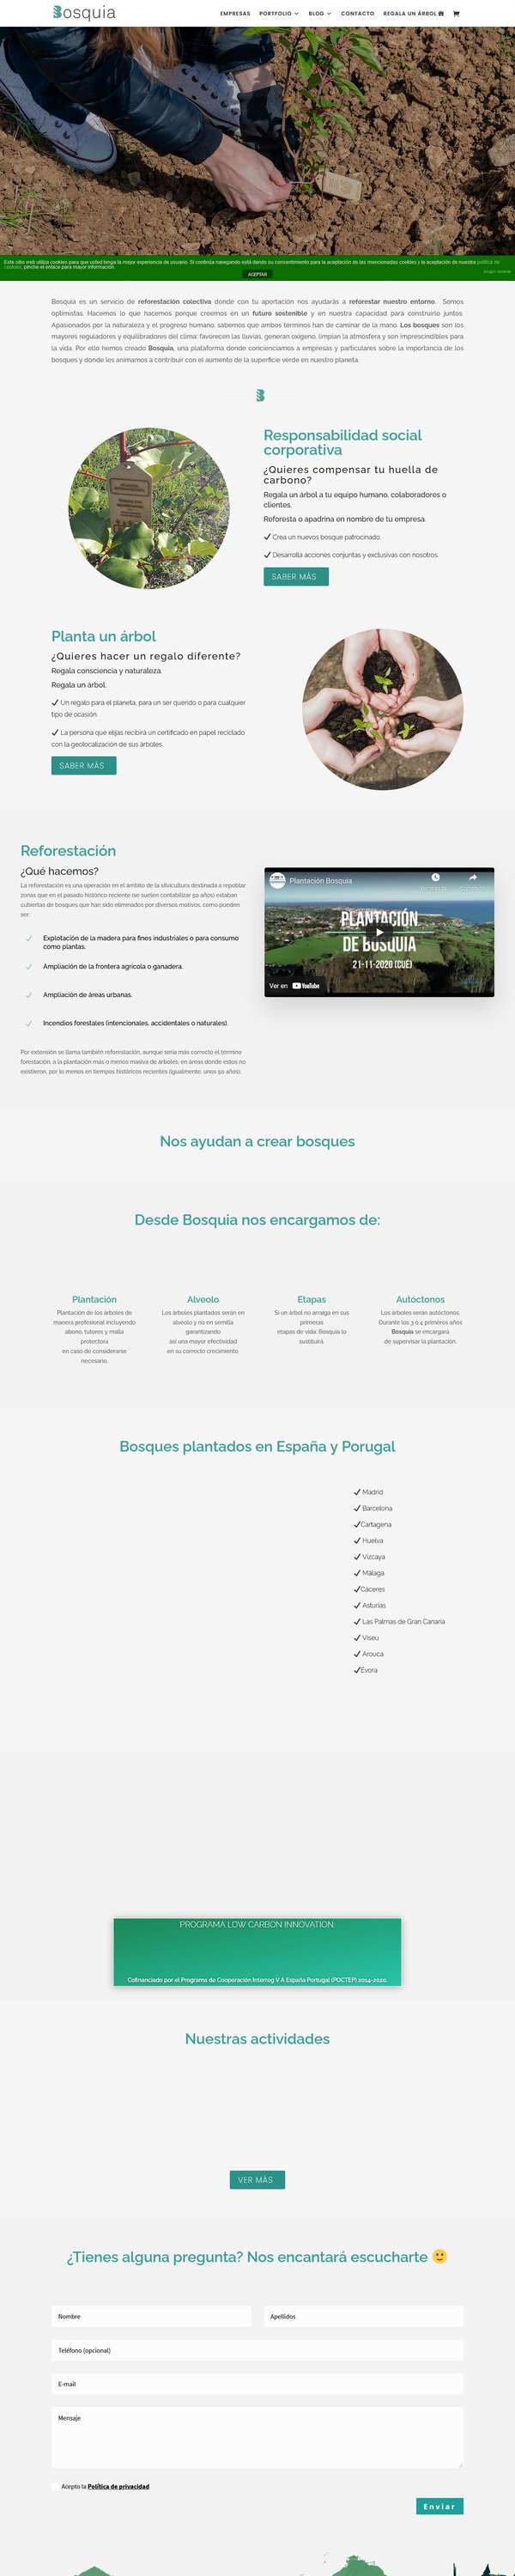 Bosquia
EMPRESAS PORTFOLIO BLOG CONTACTO REGALA UN ÁRBOL
Este sitio web utiliza cookies para que usted tenga la mejor experiencia de usuario. Si continúa navegando está dando su consentimiento para la aceptación de las mencionadas cookies y la aceptación de nuestra política de
cookies, pinche el enlace para mayor información.
plugin cookies
ACEPTAR
Bosquia es un servicio de reforestación colectiva donde con tu aportación nos ayudarás a reforestar nuestro entorno. Somos
optimistas. Hacemos lo que hacemos porque creemos en un futuro sostenible y en nuestra capacidad para construirlo juntos.
Apasionados por la naturaleza y el progreso humano, sabemos que ambos términos han de caminar de la mano. Los bosques son los
mayores reguladores y equilibradores del clima: favorecen las lluvias, generan oxígeno, limpian la atmósfera y son imprescindibles para
la vida. Por ello hemos creado Bosquia, una plataforma donde concienciamos a empresas y particulares sobre la importancia de los
bosques y donde les animamos a contribuir con el aumento de la superficie verde en nuestro planeta.
Responsabilidad social
corporativa
¿Quieres compensar tu huella de
carbono?
Regala un árbol a tu equipo humano, colaboradores o
clientes.
Reforesta o apadrina en nombre de tu empresa.
✓ Crea un nuevos bosque patrocinado.
✓ Desarrolla acciones conjuntas y exclusivas con nosotros.
SABER MÁS
Planta un árbol
¿Quieres hacer un regalo diferente?
Regala consciencia y naturaleza.
Regala un árbol.
✓ Un regalo para el planeta, para un ser querido o para cualquier
tipo de ocasión.
✓ La persona que elijas recibirá un certificado en papel reciclado
con la geolocalización de sus árboles.
SABER MÁS
Reforestación
¿Qué hacemos?
La reforestación es una operación en el ámbito de la silvicultura destinada a repoblar
zonas que en el pasado histórico reciente (se suelen contabilizar 50 años) estaban
cubiertas de bosques que han sido eliminados por diversos motivos, como pueden
ser:
✓ Explotación de la madera para fines industriales o para consumo
como plantas.
✓ Ampliación de la frontera agrícola o ganadera.
✓ Ampliación de áreas urbanas.
✓ Incendios forestales (intencionales, accidentales o naturales).
Por extensión se llama también reforestación, aunque sería más correcto el término
forestación, a la plantación más o menos masiva de árboles, en áreas donde estos no
existieron, por lo menos en tiempos históricos recientes (igualmente, unos 50 años).
Plantación Bosquia
PLANTACIÓN
DE BOSQUIA
21-11-2020 (CUÉ)
Ver en YouTube
Nos ayudan a crear bosques
Desde Bosquia nos encargamos de:
Plantación
Plantación de los árboles de
manera profesional incluyendo
abono, tutores y malla
protectora
en caso de considerarse
necesario.
Alveolo
Los árboles plantados serán en
alveolo y no en semilla
garantizando
así una mayor efectividad
en su correcto crecimiento.
Etapas
Si un árbol no arraiga en sus
primeras
etapas de vida, Bosquia lo
sustituirá.
Autóctonos
Los árboles serán autóctonos.
Durante los 3 ó 4 primeros años
Bosquia se encargará
de supervisar la plantación.
Bosques plantados en España y Porugal
✓ Madrid
✓ Barcelona
✓Cartagena
✓ Huelva
✓ Vizcaya
✓ Málaga
✓Cáceres
✓ Asturias
✓ Las Palmas de Gran Canaria
✓ Viseu
✓ Arouca
✓Évora
PROGRAMA LOW CARBON INNOVATION:
Cofinanciado por el Programa de Cooperación Interreg V A España Portugal (POCTEP) 2014-2020.
Nuestras actividades
VER MÁS
¿Tienes alguna pregunta? Nos encantará escucharte 🙂
Nombre
Apellidos
Teléfono (opcional)
E-mail
Mensaje
Acepto la Política de privacidad
Enviar